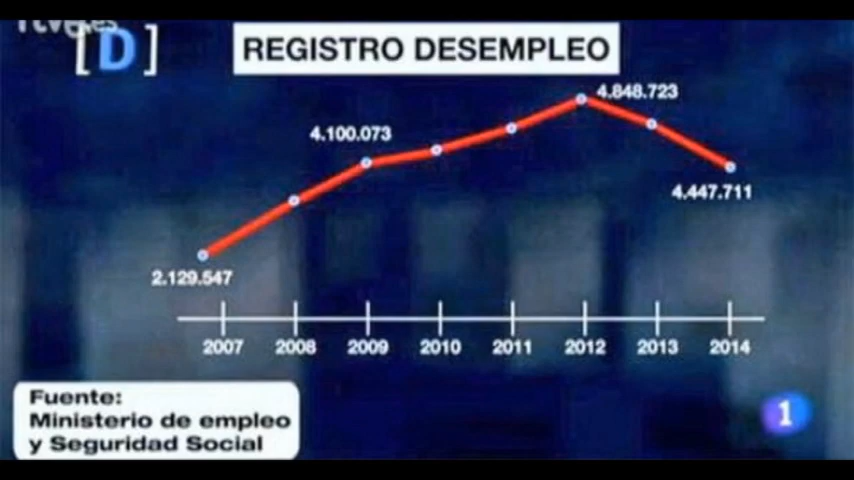 rtve.es
[D]
REGISTRO DESEMPLEO
4.848.723
4.100.073
4.447.711
2.129.547
2007 2008 2009 2010 2011 2012 2013 2014
Fuente:
Ministerio de empleo
y Seguridad Social
1